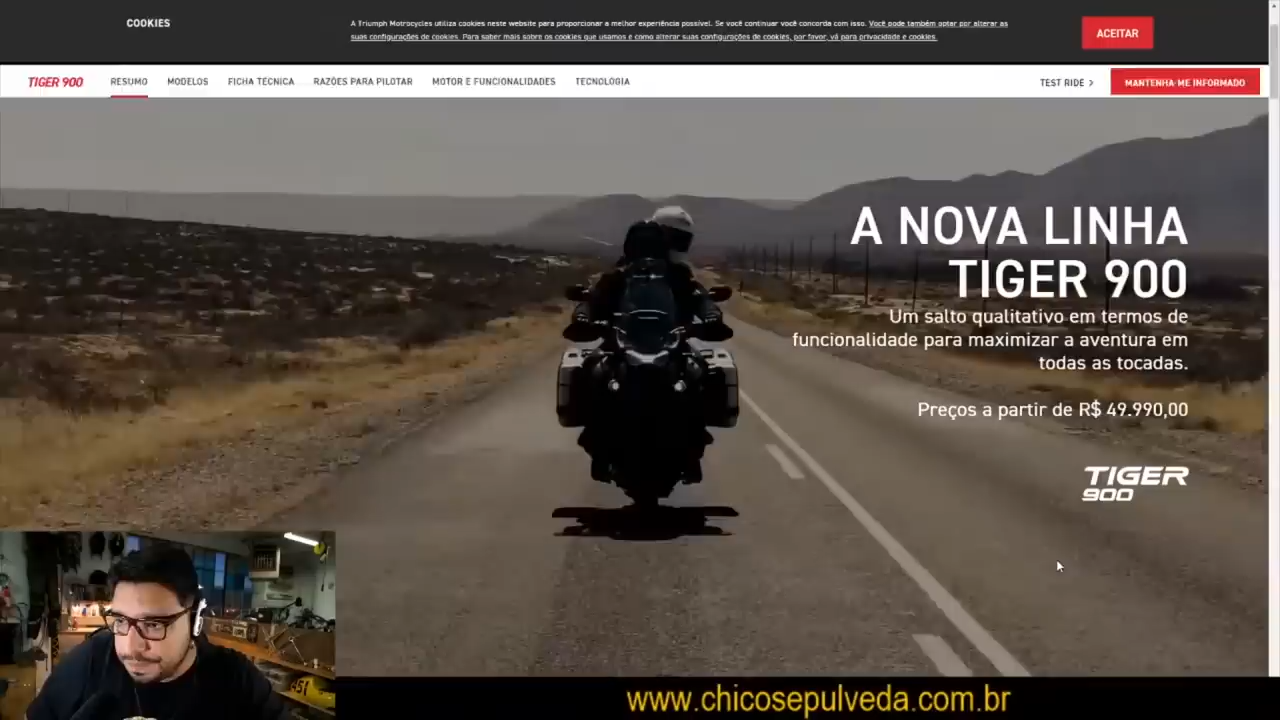 COOKIES
A Triumph Motrocycles utiliza cookies neste website para proporcionar a melhor experiência possível. Se você continuar você concorda com isso. Você pode também optar por alterar as
suas configurações de cookies. Para saber mais sobre os cookies que usamos e como alterar suas configurações de cookies, por favor, vá para privacidade e cookies.
ACEITAR
TIGER 900
RESUMO
MODELOS
FICHA TÉCNICA
RAZÕES PARA PILOTAR
MOTOR E FUNCIONALIDADES
TECNOLOGIA
TEST RIDE >
MANTENHA-ME INFORMADO
A NOVA LINHA
TIGER 900
Um salto qualitativo em termos de
funcionalidade para maximizar a aventura em
todas as tocadas.
Preços a partir de R$ 49.990,00
TIGER
900
www.chicosepulveda.com.br